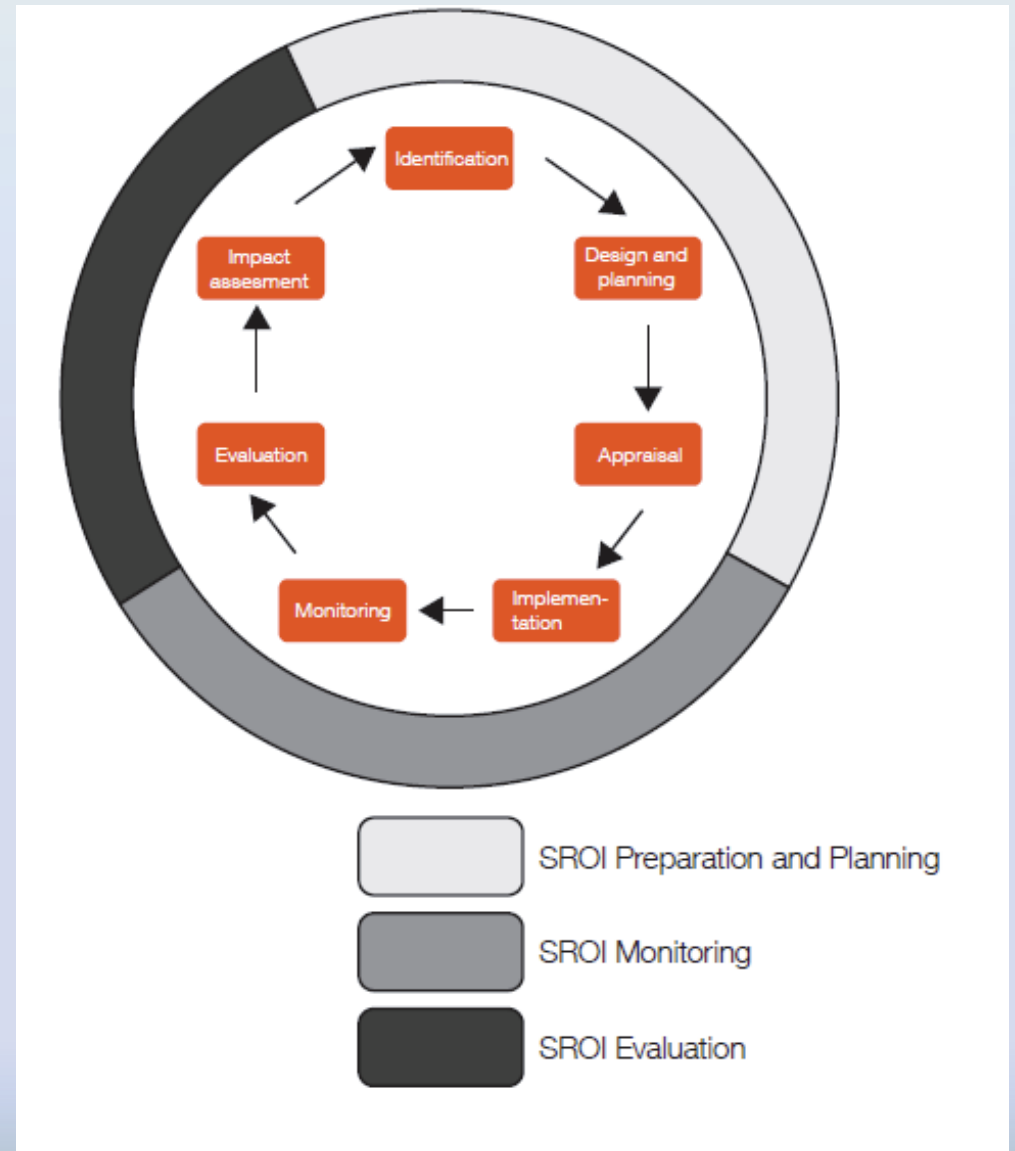 Identification
Design and
planning
Appraisal
Implemen-
tation
Monitoring
Evaluation
Impact
assesment
SROI Preparation and Planning
SROI Monitoring
SROI Evaluation